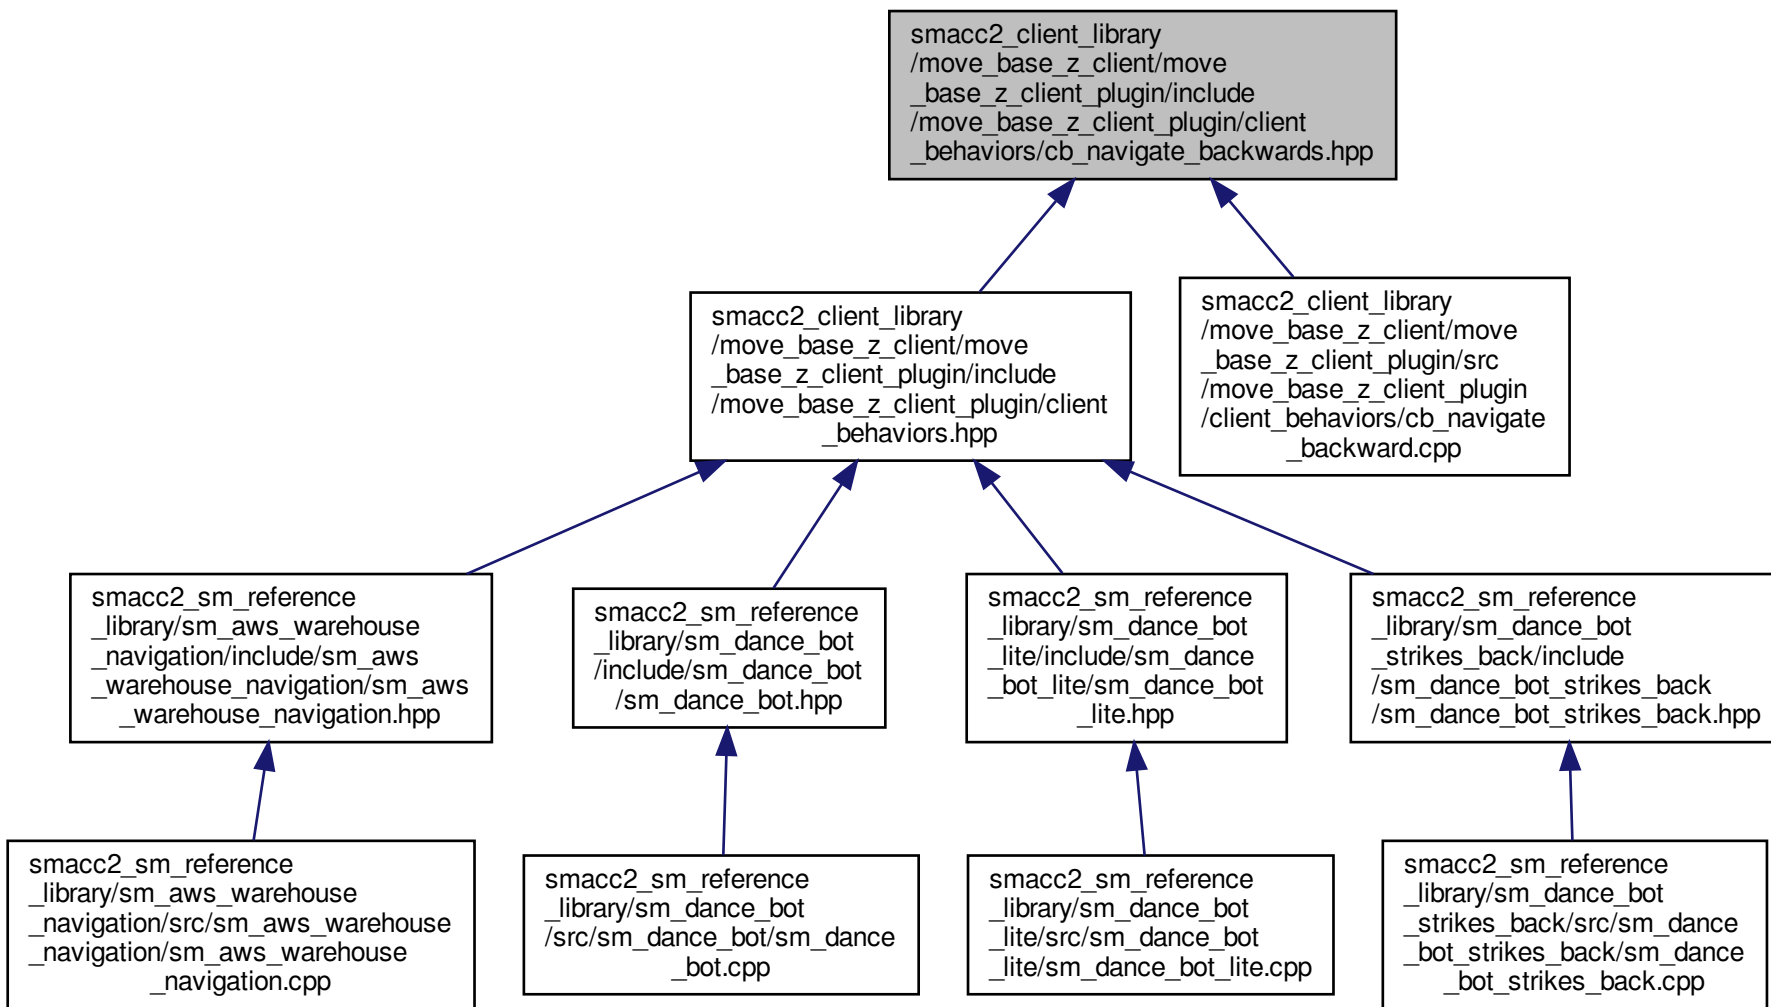 smacc2_client_library
/move_base_z_client/move
_base_z_client_plugin/include
/move_base_z_client_plugin/client
_behaviors/cb_navigate_backwards.hpp
smacc2_client_library
/move_base_z_client/move
_base_z_client_plugin/include
/move_base_z_client_plugin/client
_behaviors.hpp
smacc2_client_library
/move_base_z_client/move
_base_z_client_plugin/src
/move_base_z_client_plugin
/client_behaviors/cb_navigate
_backward.cpp
smacc2_sm_reference
_library/sm_aws_warehouse
_navigation/include/sm_aws
_warehouse_navigation/sm_aws
_warehouse_navigation.hpp
smacc2_sm_reference
_library/sm_dance_bot
/include/sm_dance_bot
/sm_dance_bot.hpp
smacc2_sm_reference
_library/sm_dance_bot
_lite/include/sm_dance
_bot_lite/sm_dance_bot
_lite.hpp
smacc2_sm_reference
_library/sm_dance_bot
_strikes_back/include
/sm_dance_bot_strikes_back
/sm_dance_bot_strikes_back.hpp
smacc2_sm_reference
_library/sm_aws_warehouse
_navigation/src/sm_aws_warehouse
_navigation/sm_aws_warehouse
_navigation.cpp
smacc2_sm_reference
_library/sm_dance_bot
/src/sm_dance_bot/sm_dance
_bot.cpp
smacc2_sm_reference
_library/sm_dance_bot
_lite/src/sm_dance_bot
_lite/sm_dance_bot_lite.cpp
smacc2_sm_reference
_library/sm_dance_bot
_strikes_back/src/sm_dance
_bot_strikes_back/sm_dance
_bot_strikes_back.cpp